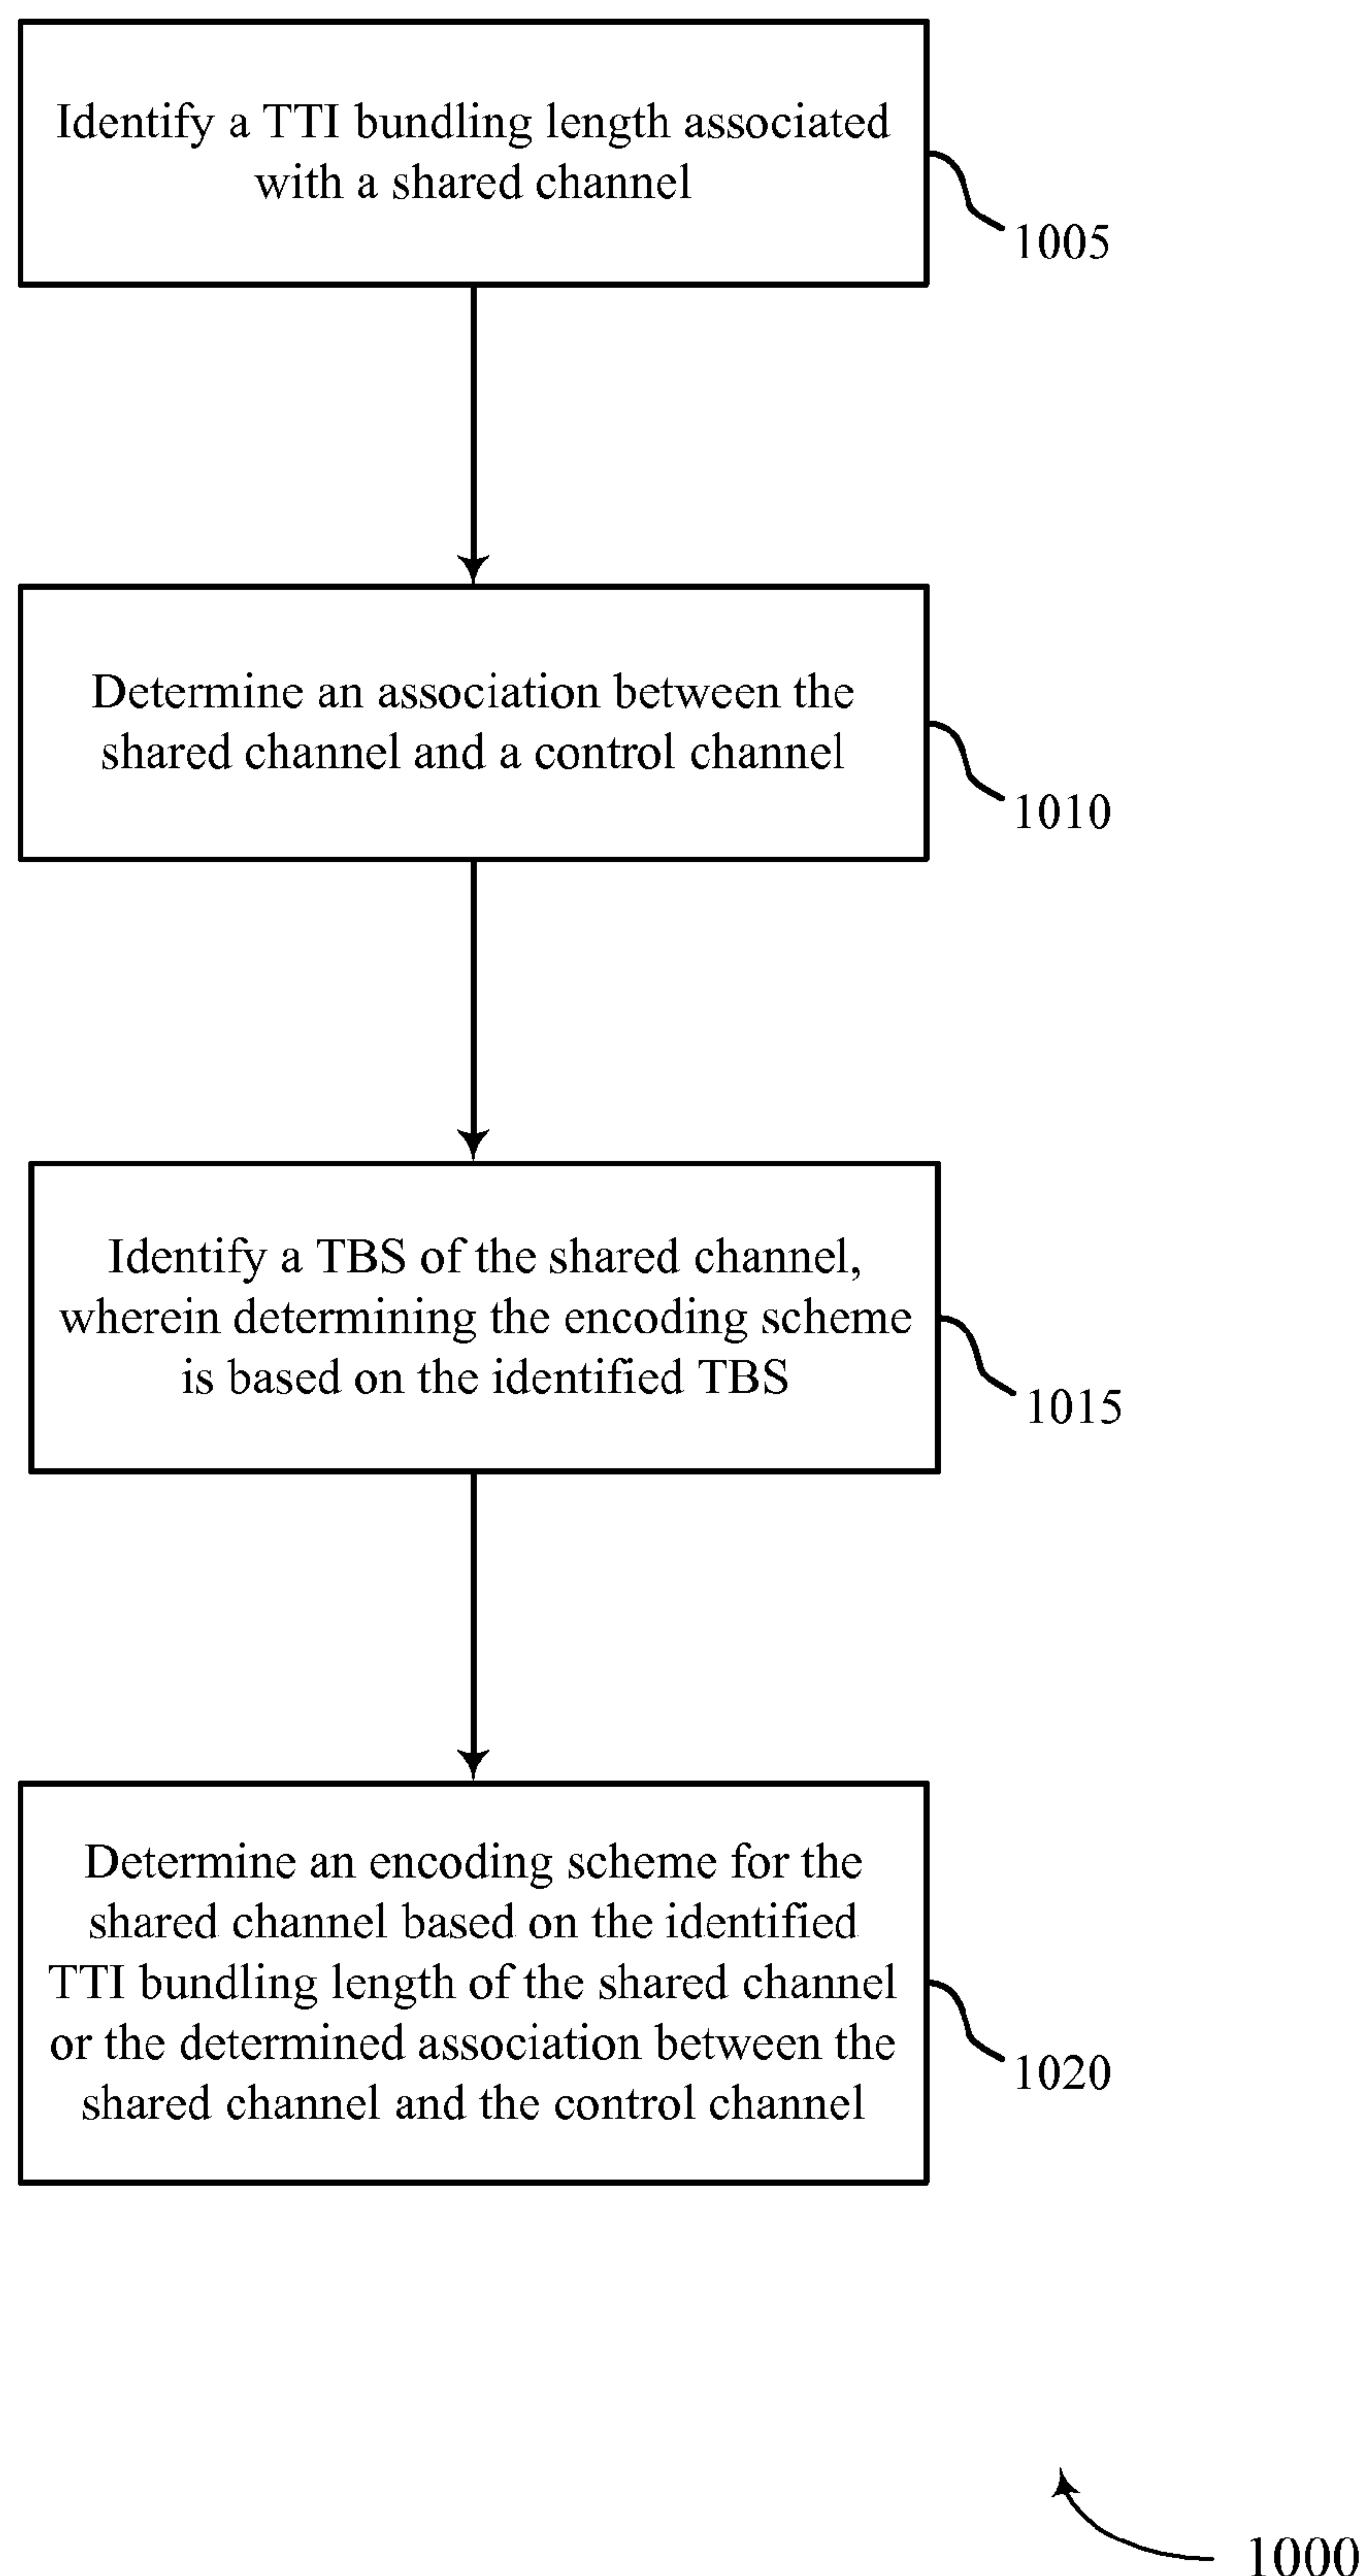 Identify a TTI bundling length associated
with a shared channel
1005
Determine an association between the
shared channel and a control channel
1010
Identify a TBS of the shared channel,
wherein determining the encoding scheme
is based on the identified TBS
1015
Determine an encoding scheme for the
shared channel based on the identified
TTI bundling length of the shared channel
or the determined association between the
shared channel and the control channel
1020
1000